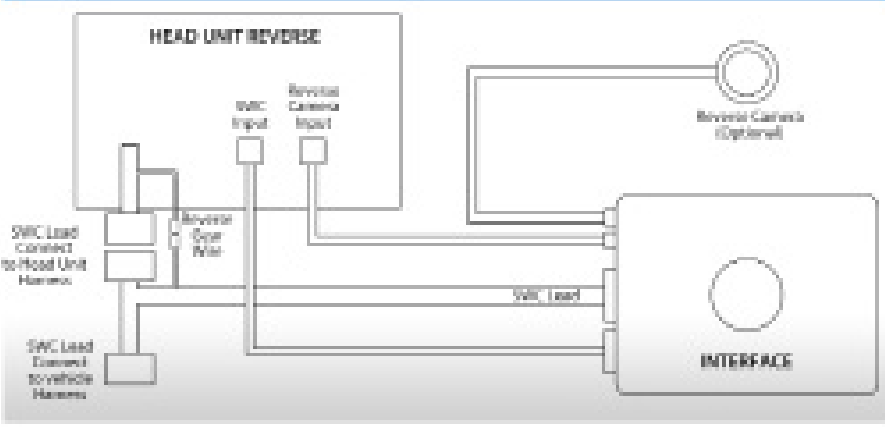 HEAD UNIT REVERSE
SWC
Input
Reverse
Camera
Input
Reverse Camera
(Optional)
SWC Lead
Connect
to Head Unit
Harness
Reverse
Gear
Wire
SWC Lead
SWC Lead
Connect
to vehicle
Harness
INTERFACE